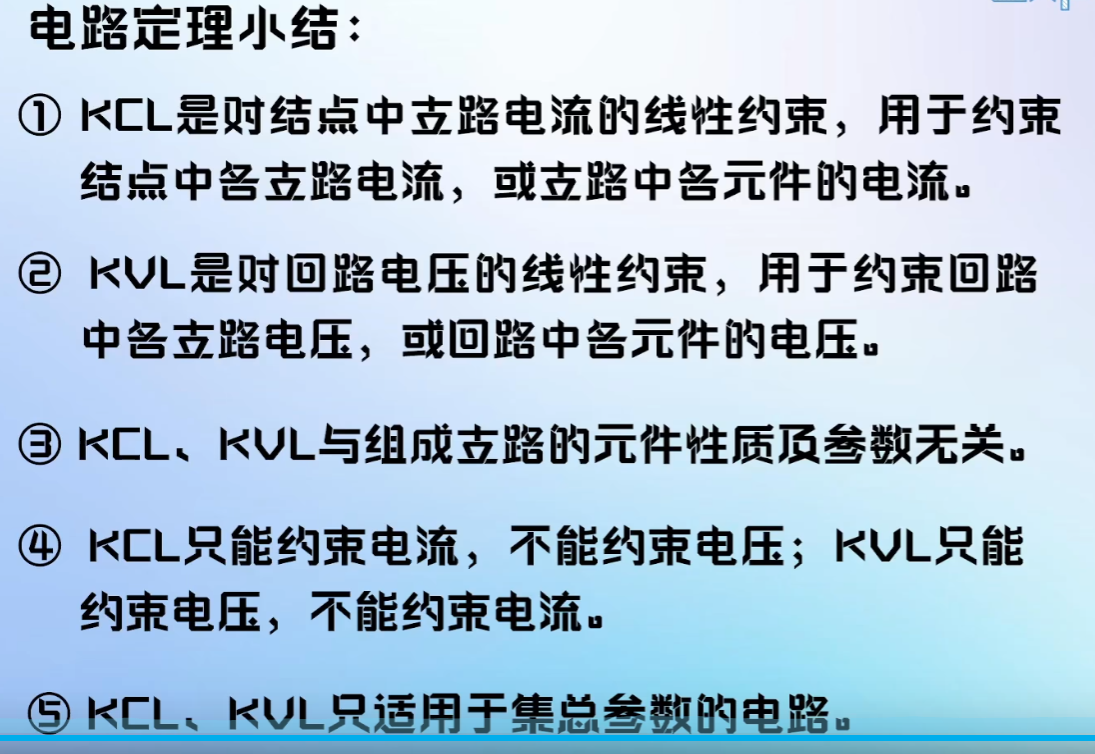 电路定理小结：
① KCL是对结点中支路电流的线性约束，用于约束
结点中各支路电流，或支路中各元件的电流。
② KVL是对回路电压的线性约束，用于约束回路
中各支路电压，或回路中各元件的电压。
③ KCL、KVL与组成支路的元件性质及参数无关。
④ KCL只能约束电流，不能约束电压；KVL只能
约束电压，不能约束电流。
⑤ KCL、KVL只适用于集总参数的电路。